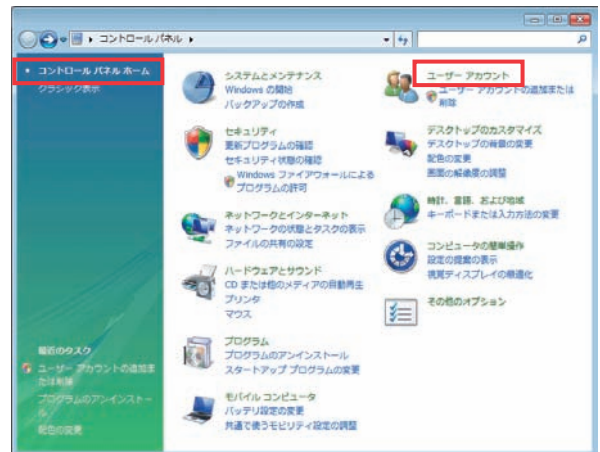 コントロール パネル
コントロール パネル ホーム
クラシック表示
システムとメンテナンス
Windows の開始
バックアップの作成
セキュリティ
更新プログラムの確認
セキュリティ状態の確認
Windows ファイアウォールによる
プログラムの許可
ネットワークとインターネット
ネットワークの状態とタスクの表示
ファイルの共有の設定
ハードウェアとサウンド
CD または他のメディアの自動再生
プリンタ
マウス
プログラム
プログラムのアンインストール
スタートアップ プログラムの変更
モバイル コンピュータ
バッテリ設定の変更
共通で使うモビリティ設定の調整
ユーザー アカウント
ユーザー アカウントの追加または
削除
デスクトップのカスタマイズ
デスクトップの背景の変更
配色の変更
画面の解像度の調整
時計、言語、および地域
キーボードまたは入力方法の変更
コンピュータの簡単操作
設定の提案の表示
視覚ディスプレイの最適化
その他のオプション
最近のタスク
ユーザー アカウントの追加ま
たは削除
プログラムのアンインストー
ル
配色の変更